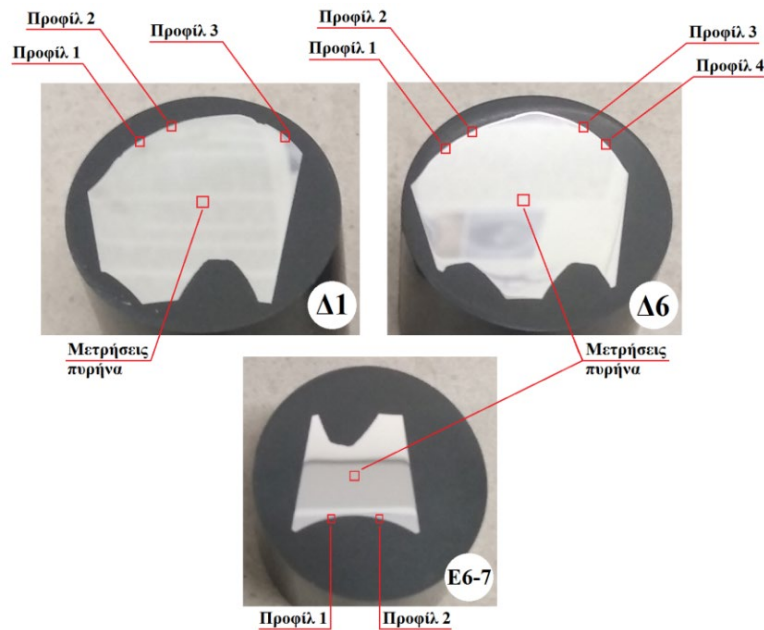 Προφίλ 2
Προφίλ 3
Προφίλ 1
Προφίλ 2
Προφίλ 3
Προφίλ 1
Προφίλ 4
Δ1
Δ6
Μετρήσεις
πυρήνα
Μετρήσεις
πυρήνα
Ε6-7
Προφίλ 1
Προφίλ 2